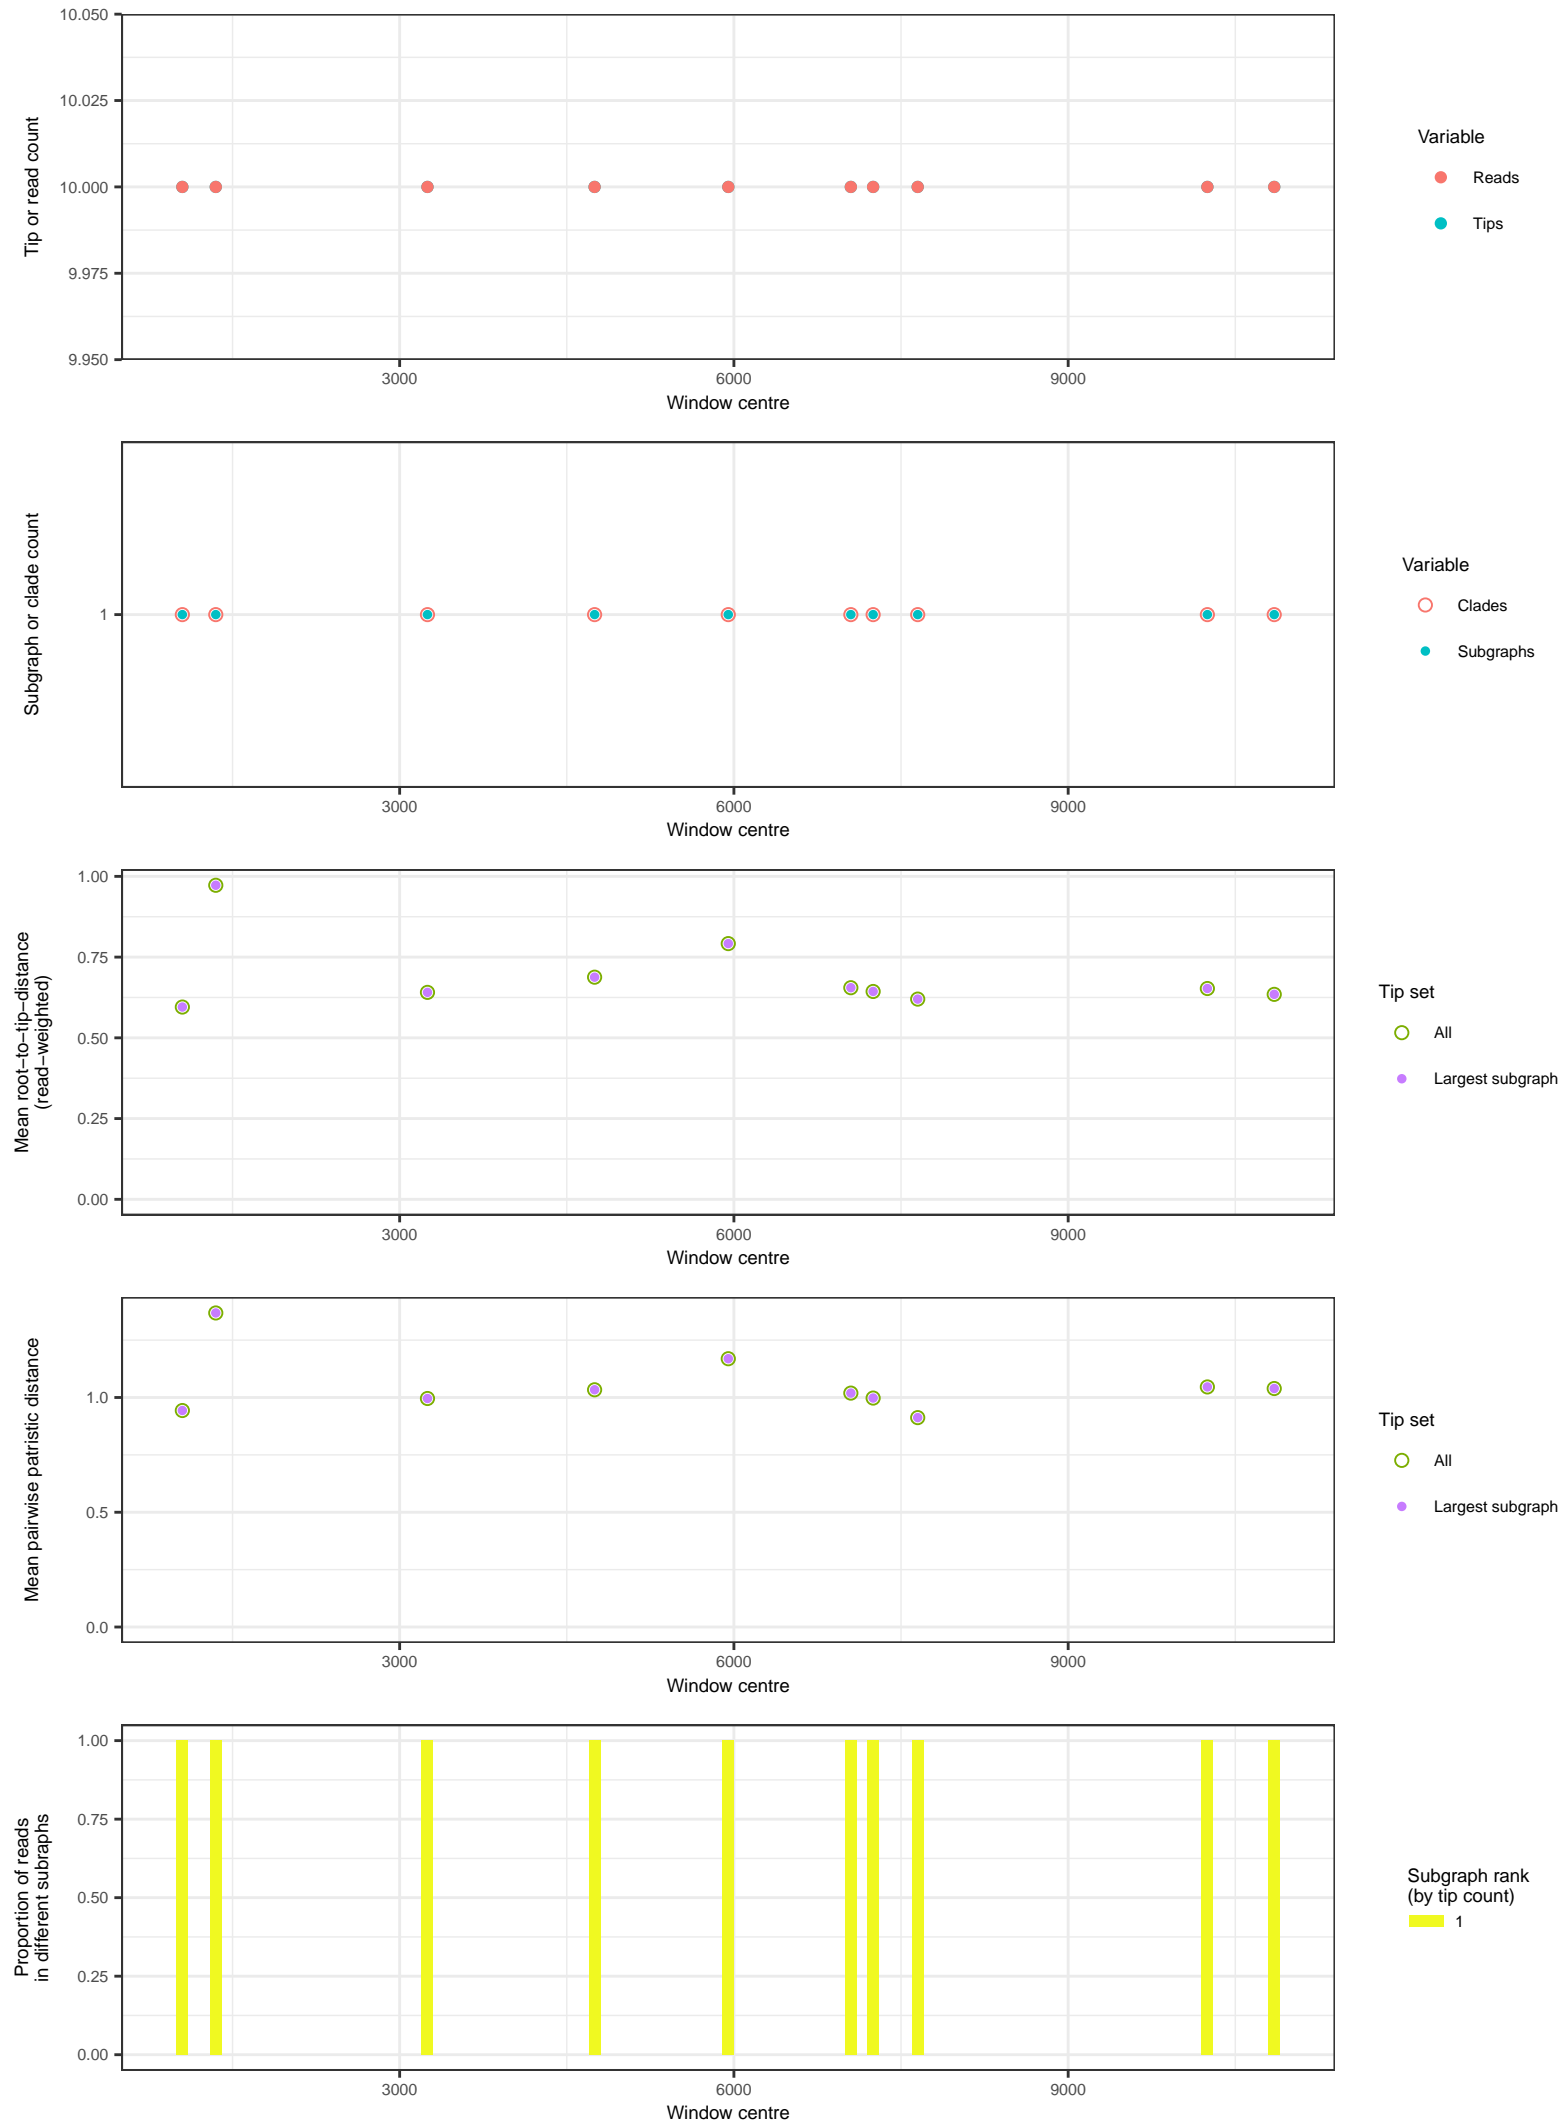 10.050
10.025
10.000
9.975
9.950
Tip or read count
3000
6000
9000
Window centre
Variable
Reads
Tips
1
Subgraph or clade count
3000
6000
9000
Window centre
Variable
Clades
Subgraphs
1.00
0.75
0.50
0.25
0.00
Mean root−to−tip−distance
(read−weighted)
3000
6000
9000
Window centre
Tip set
All
Largest subgraph
1.0
0.5
0.0
Mean pairwise patristic distance
3000
6000
9000
Window centre
Tip set
All
Largest subgraph
1.00
0.75
0.50
0.25
0.00
Proportion of reads
in different subraphs
3000
6000
9000
Window centre
Subgraph rank
(by tip count)
1